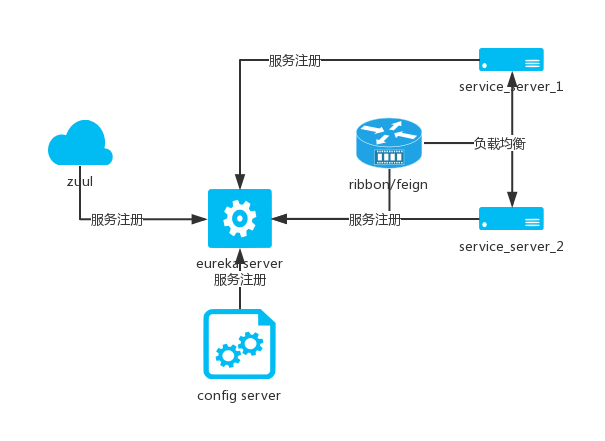 服务注册
service_server_1
负载均衡
zuul
ribbon/feign
服务注册
服务注册
service_server_2
eureka server
服务注册
config server